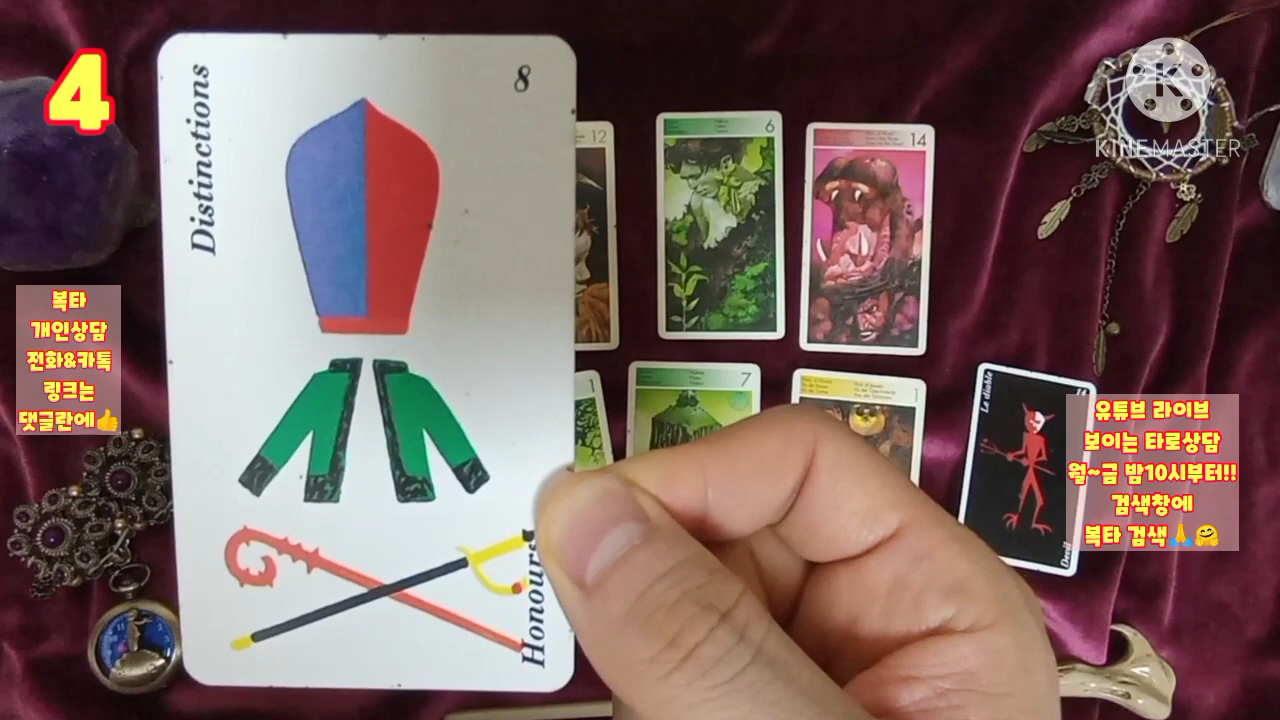 4
Distinctions
8
Honours
12
6
14
7
1
1
Le diable
Devil
KINEMASTER
복타
개인상담
전화&카톡
링크는
댓글란에👍
유튜브 라이브
보이는 타로상담
월~금 밤10시부터!!
검색창에
복타 검색🙏🤗